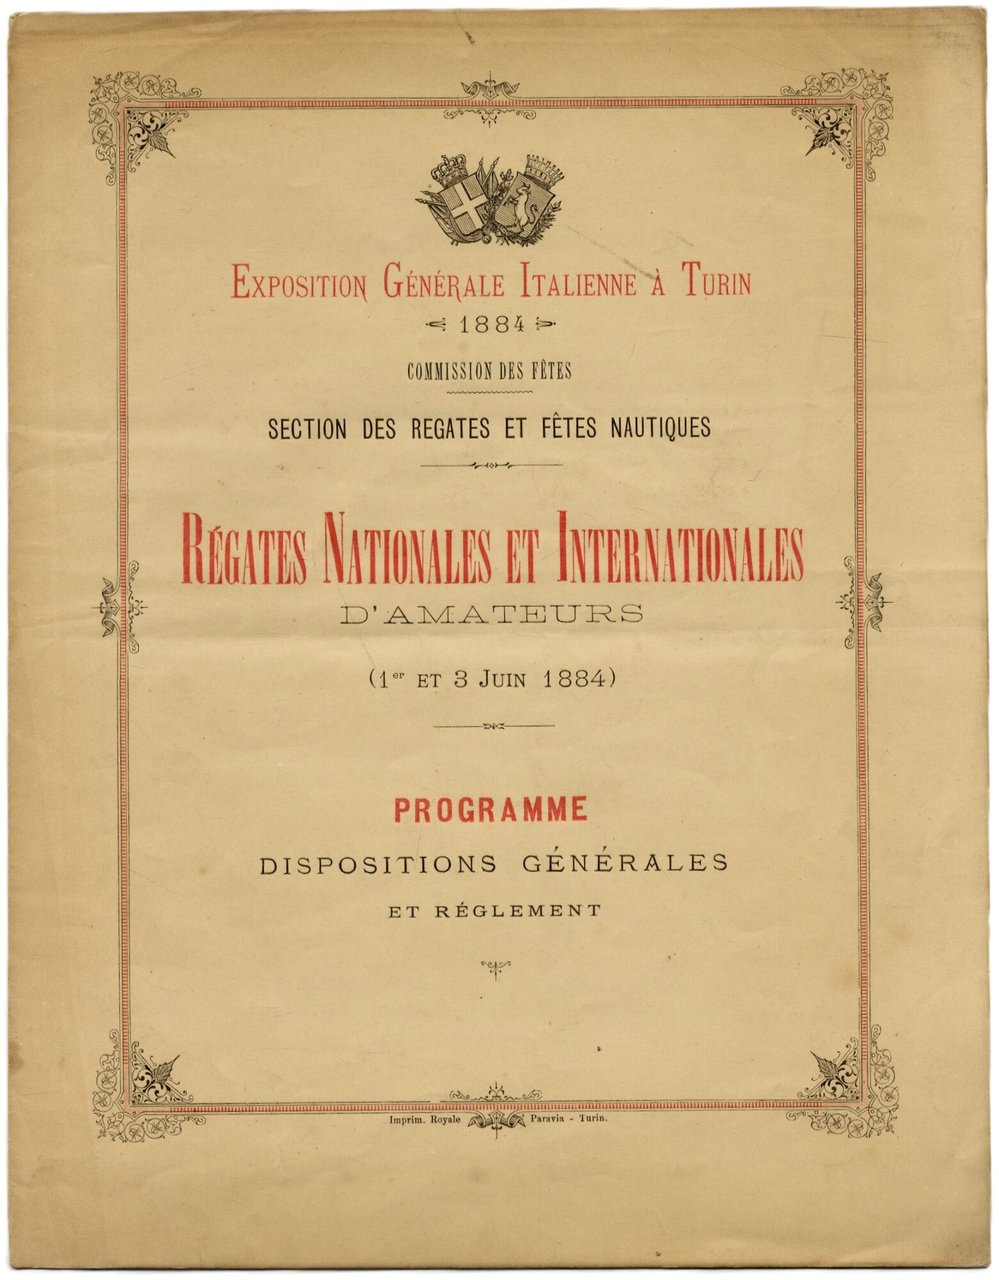 Exposition Générale Italienne à Turin
1884
COMMISSION DES FÊTES
SECTION DES REGATES ET FÊTES NAUTIQUES
Régates Nationales et Internationales
D'AMATEURS
(1er et 3 Juin 1884)
PROGRAMME
DISPOSITIONS GÉNÉRALES
ET RÉGLEMENT
Imprim. Royale Paravia - Turin.